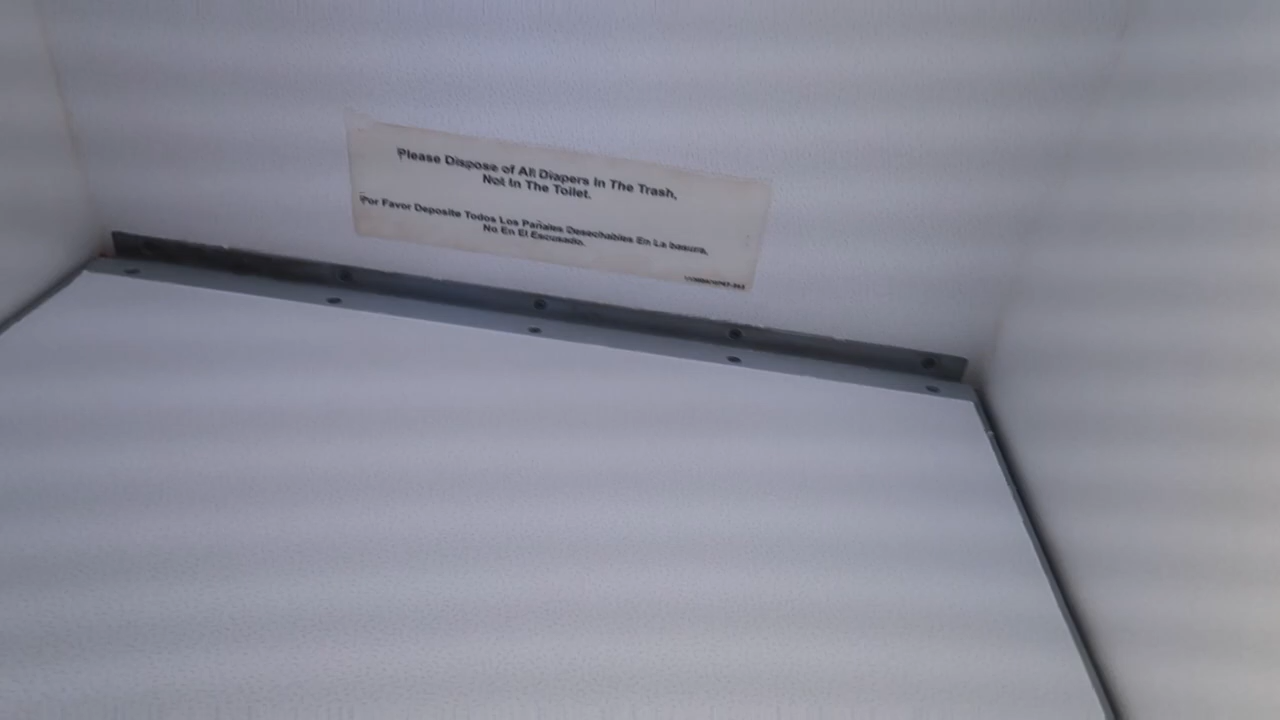 Please Dispose of All Diapers In The Trash,
Not In The Toilet.
Por Favor Deposite Todos Los Pañales Desechables En La basura,
No En El Escusado.